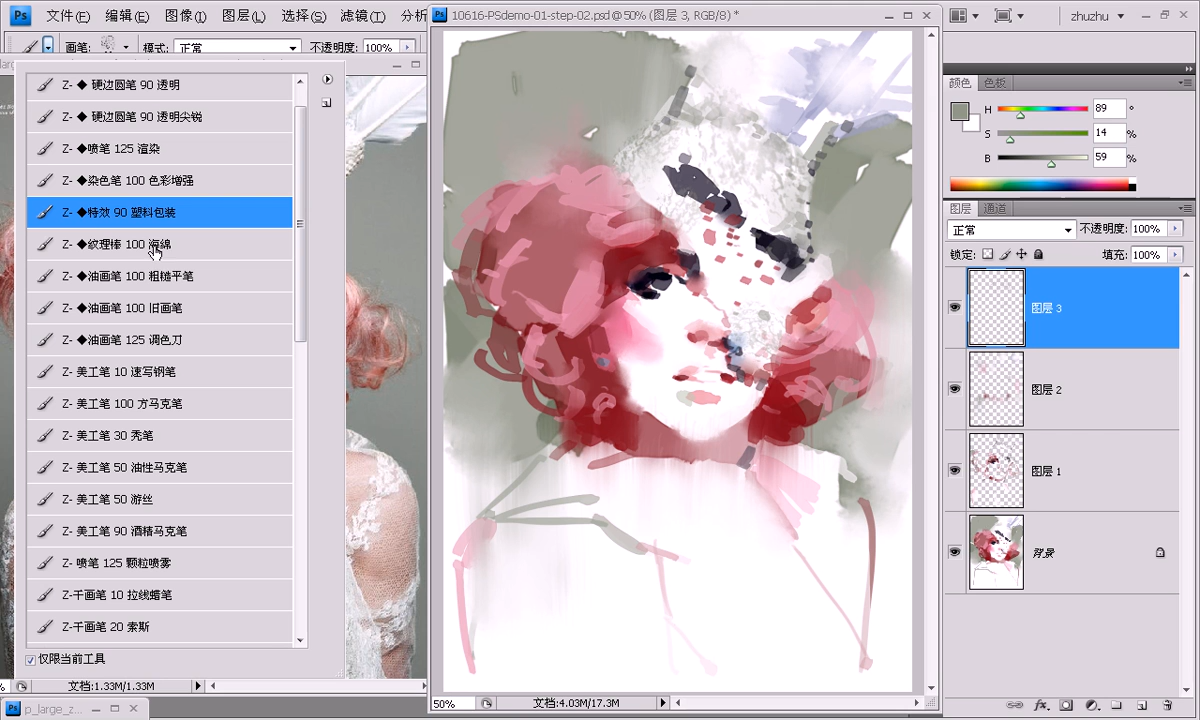 Ps 文件(F) 编辑(E) 图像(I) 图层(L) 选择(S) 滤镜(T) 分析
画笔: 模式: 正常 不透明度: 100%
Z- ◆ 硬边圆笔 90 透明
Z- ◆ 硬边圆笔 90 透明尖锐
Z- ◆喷笔 125 渲染
Z- ◆染色笔 100 色彩增强
Z- ◆特效 90 塑料包装
Z- ◆纹理棒 100 海绵
Z- ◆油画笔 100 粗糙平笔
Z- ◆油画笔 100 旧画笔
Z- ◆油画笔 125 调色刀
Z- 美工笔 10 速写钢笔
Z- 美工笔 100 方马克笔
Z- 美工笔 30 秃笔
Z- 美工笔 50 油性马克笔
Z- 美工笔 50 游丝
Z- 美工笔 90 酒精马克笔
Z- 喷笔 125 颗粒喷雾
Z-干画笔 10 拉线蜡笔
Z-干画笔 20 索斯
仅限当前工具
% 文档:1.33M/1.33M
Ps p_large_z...
Ps 10616-PSdemo-01-step-02.psd @ 50% (图层 3, RGB/8) *
50% 文档:4.03M/17.3M
zhuzhu
颜色 色板
H 89 °
S 14 %
B 59 %
图层 通道
正常 不透明度: 100%
锁定: 填充: 100%
图层 3
图层 2
图层 1
背景
fx